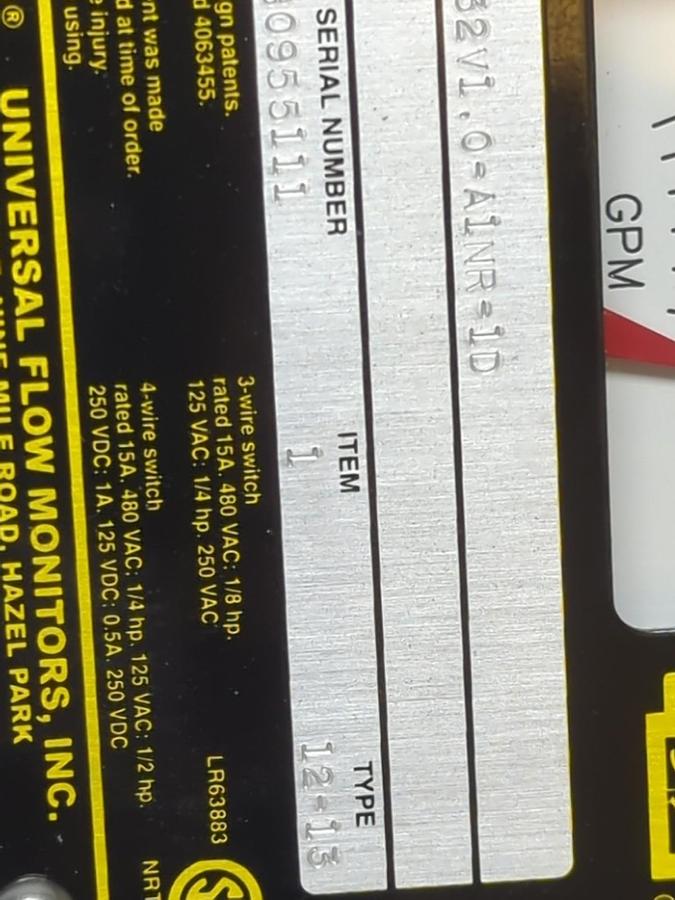 GPM
32V1.0-A1NR-1D
SERIAL NUMBER ITEM TYPE
0955111 1 12-13
gn patents.
d 4063455.
nt was made
d at time of order.
e injury.
using.
3-wire switch
rated 15A. 480 VAC: 1/8 hp.
125 VAC: 1/4 hp. 250 VAC
4-wire switch
rated 15A. 480 VAC: 1/4 hp. 125 VAC: 1/2 hp.
250 VDC: 1A. 125 VDC: 0.5A. 250 VDC
LR63883
NRT
® UNIVERSAL FLOW MONITORS, INC.
NINE MILE ROAD, HAZEL PARK